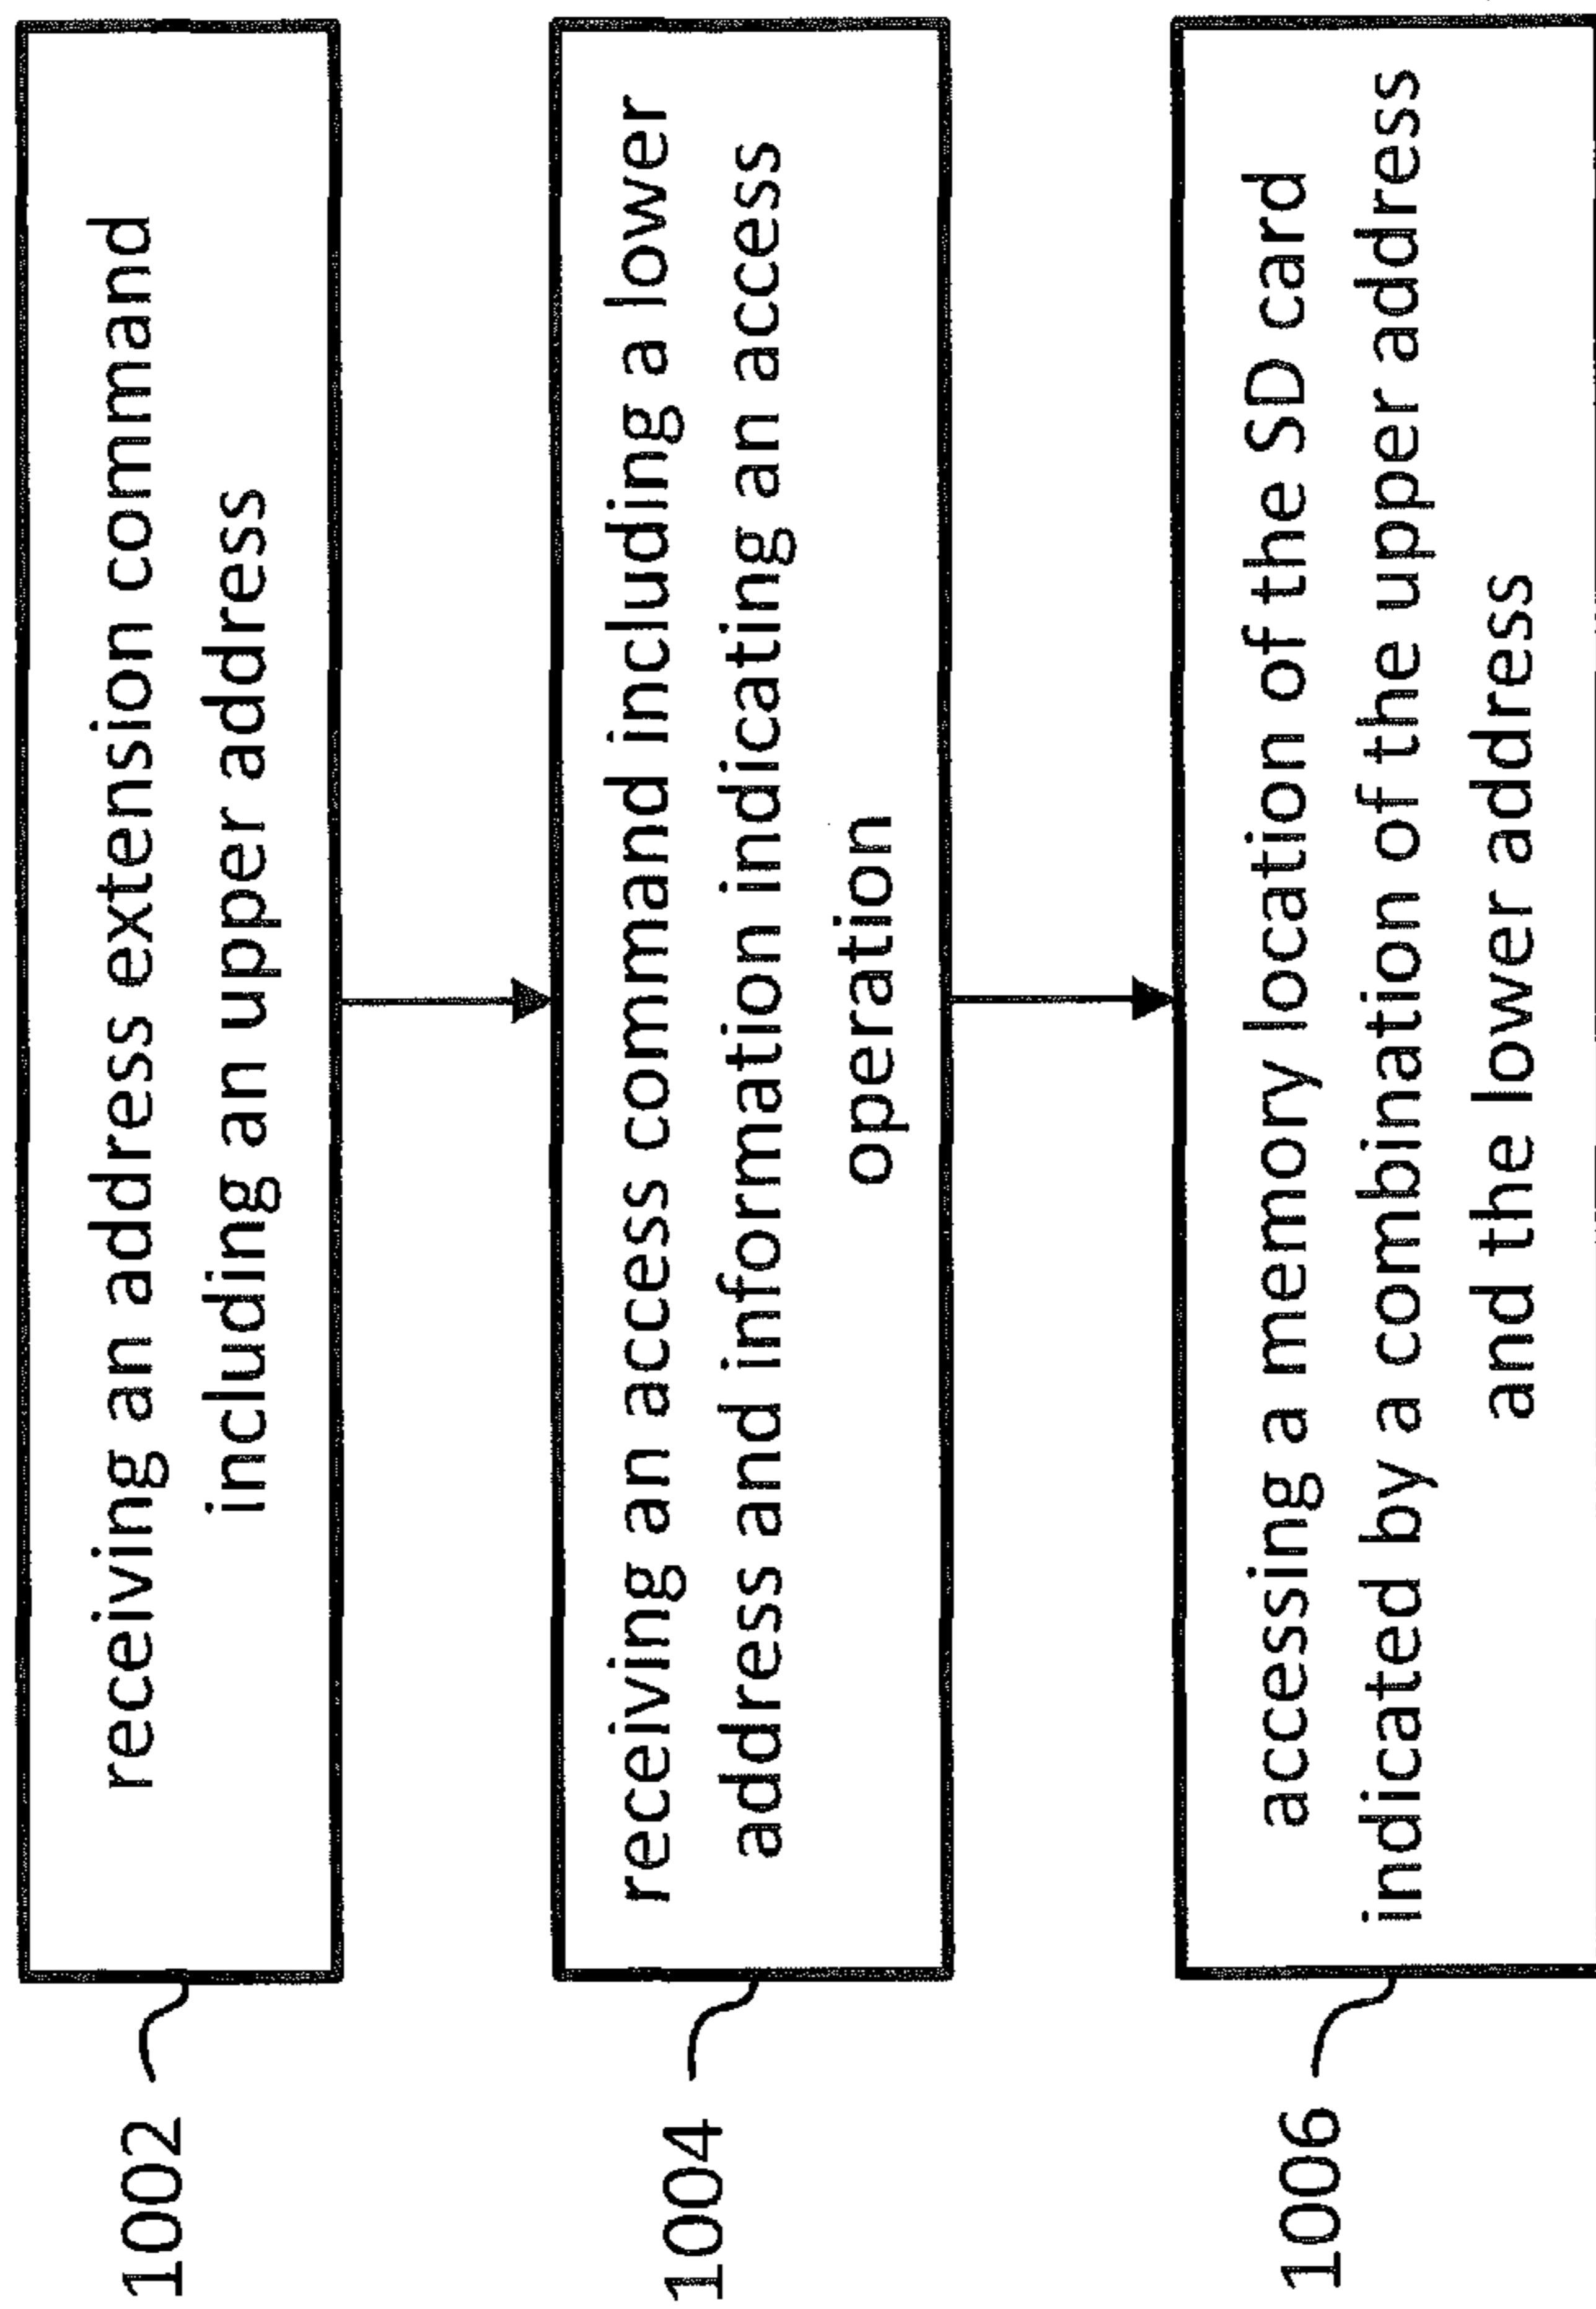 1002
receiving an address extension command
including an upper address
1004
receiving an access command including a lower
address and information indicating an access
operation
1006
accessing a memory location of the SD card
indicated by a combination of the upper address
and the lower address